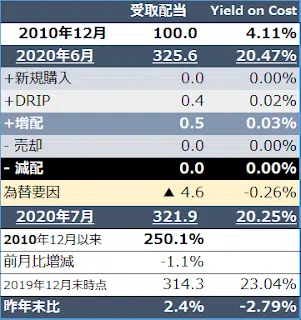 受取配当 Yield on Cost
2010年12月 100.0 4.11%
2020年6月 325.6 20.47%
+新規購入 0.0 0.00%
+DRIP 0.4 0.02%
+増配 0.5 0.03%
- 売却 0.0 0.00%
- 減配 0.0 0.00%
為替要因 ▲ 4.6 -0.26%
2020年7月 321.9 20.25%
2010年12月以来 250.1%
前月比増減 -1.1%
2019年12月末時点 314.3 23.04%
昨年末比 2.4% -2.79%